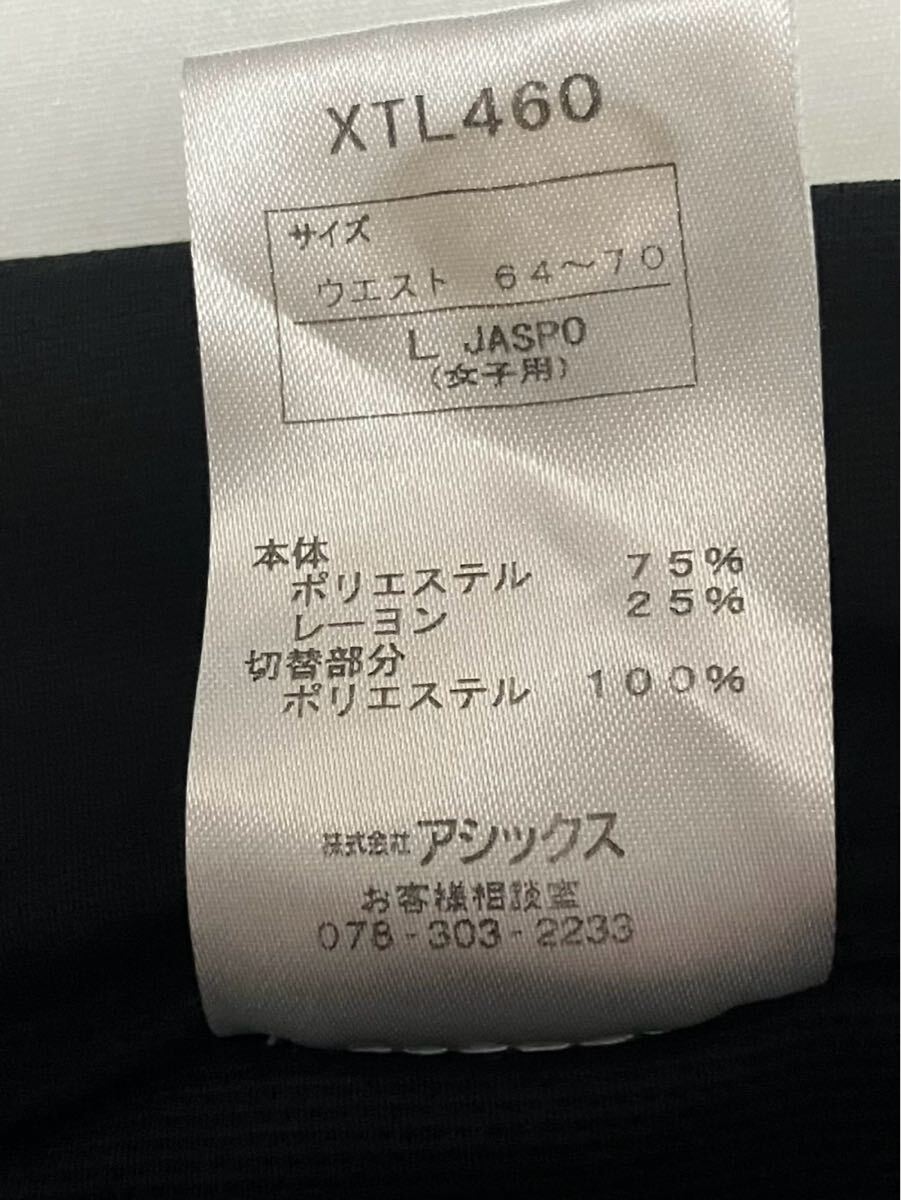 XTL460
サイズ
ウエスト 64~70
L JASPO
(女子用)
本体
ポリエステル 75%
レーヨン 25%
切替部分
ポリエステル 100%
株式会社アシックス
お客様相談室
078-303-2233